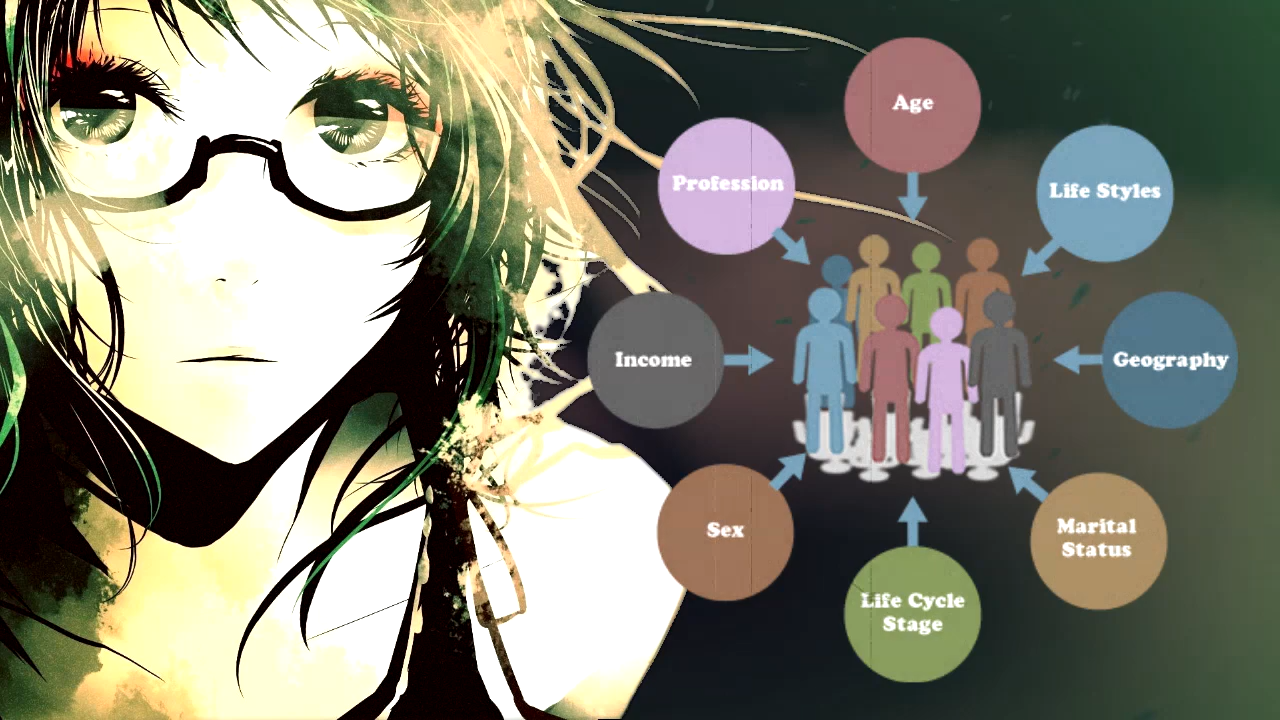 Age
Profession
Life Styles
Income
Geography
Sex
Marital
Status
Life Cycle
Stage